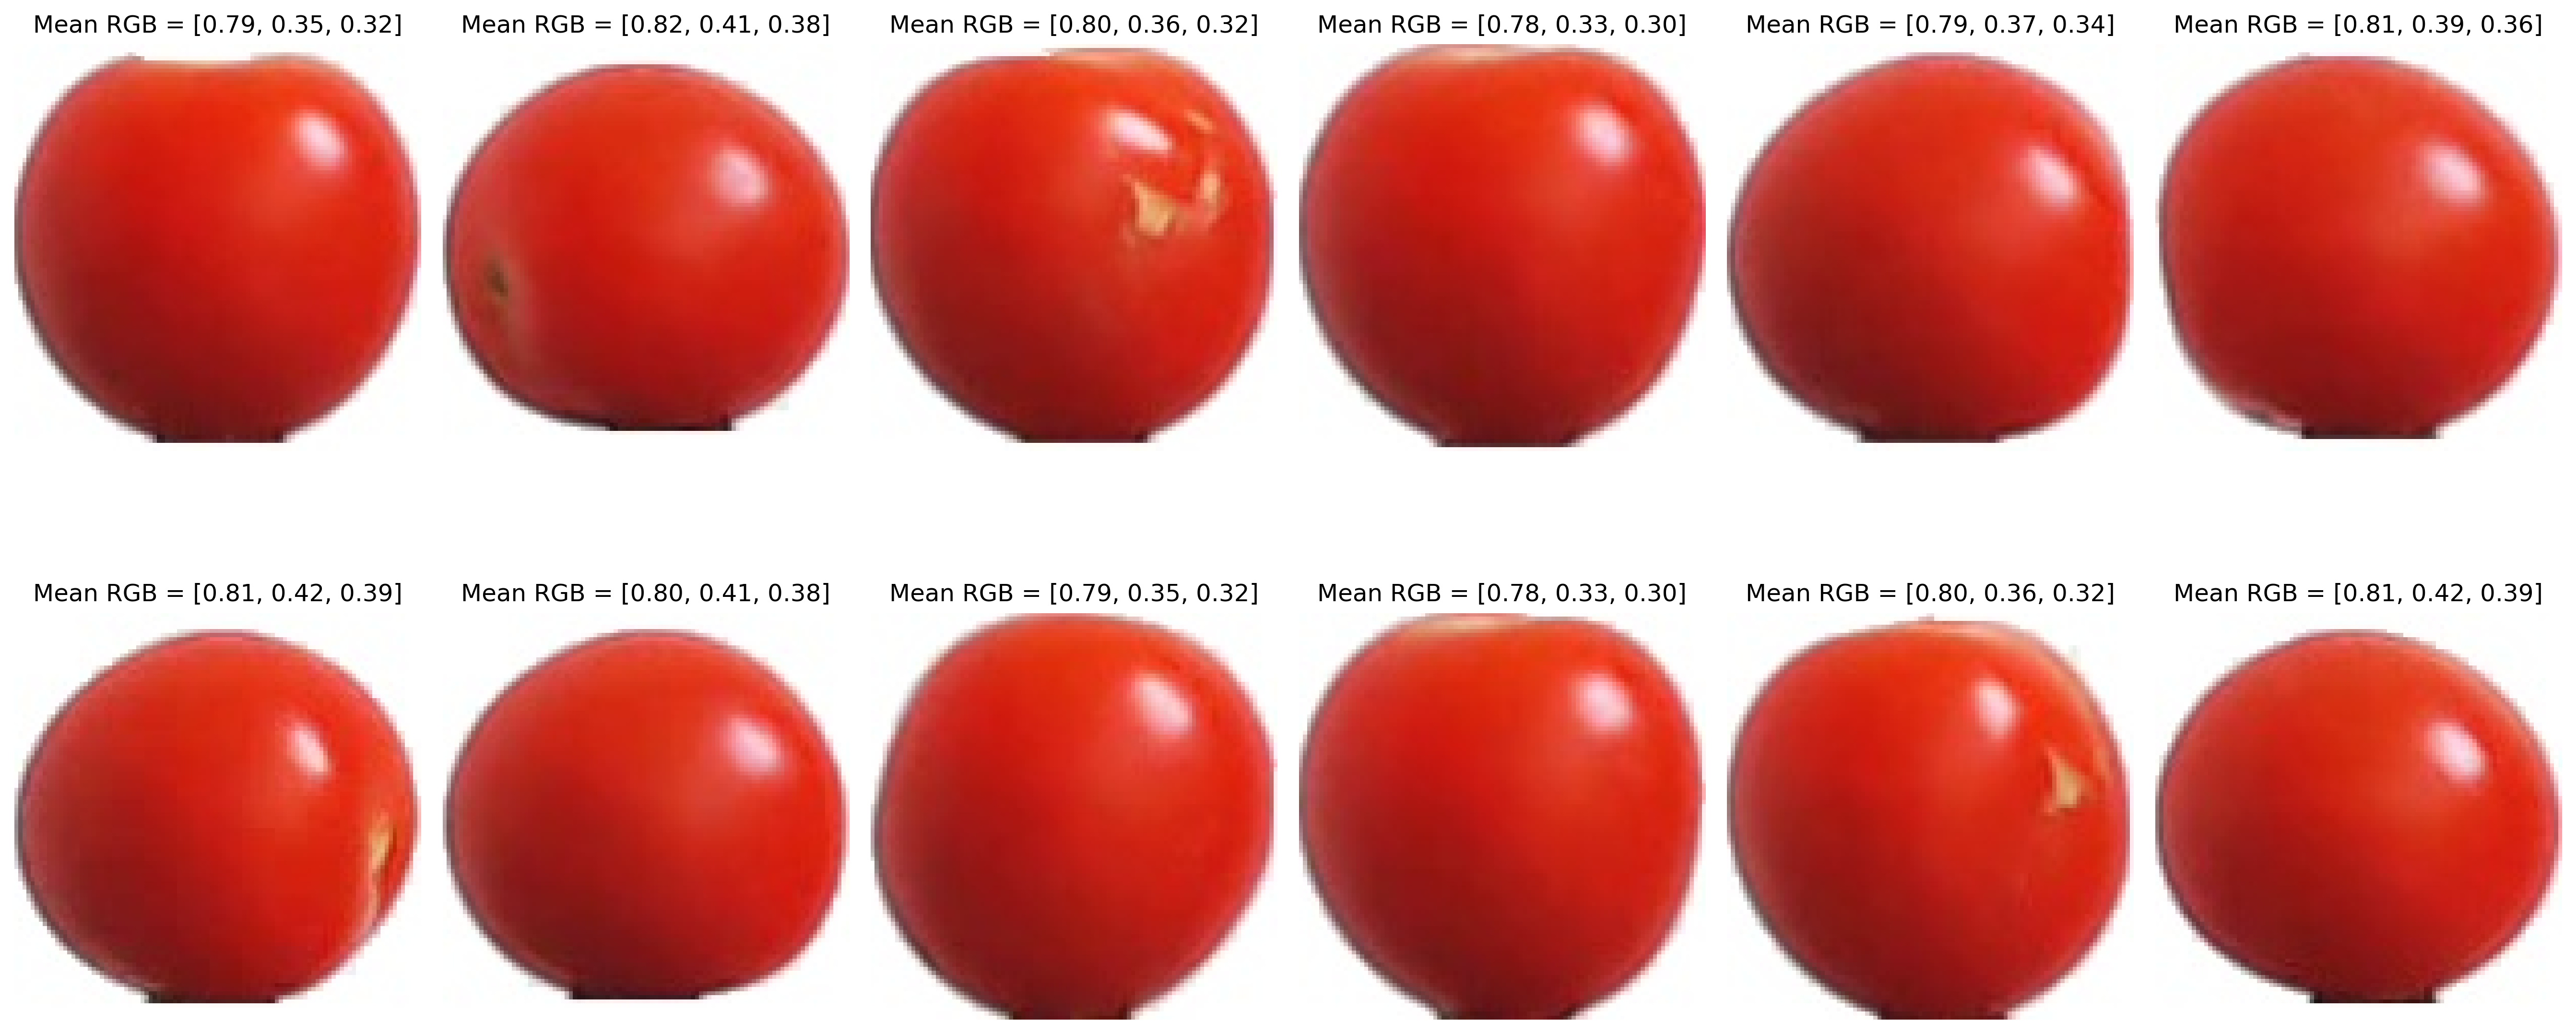 Mean RGB = [0.79, 0.35, 0.32]
Mean RGB = [0.82, 0.41, 0.38]
Mean RGB = [0.80, 0.36, 0.32]
Mean RGB = [0.78, 0.33, 0.30]
Mean RGB = [0.79, 0.37, 0.34]
Mean RGB = [0.81, 0.39, 0.36]
Mean RGB = [0.81, 0.42, 0.39]
Mean RGB = [0.80, 0.41, 0.38]
Mean RGB = [0.79, 0.35, 0.32]
Mean RGB = [0.78, 0.33, 0.30]
Mean RGB = [0.80, 0.36, 0.32]
Mean RGB = [0.81, 0.42, 0.39]